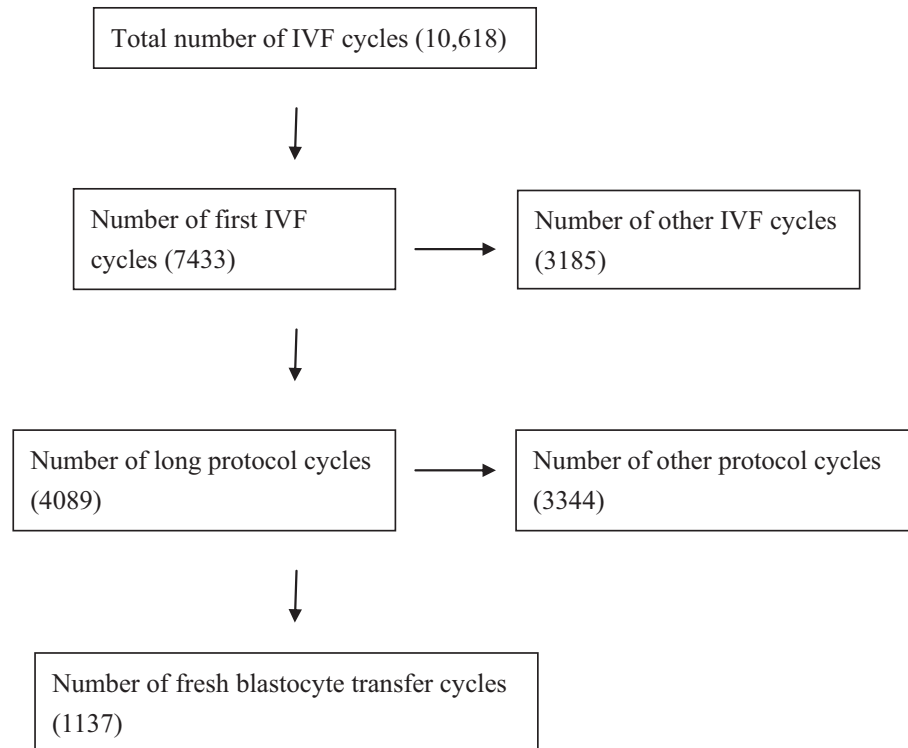 Total number of IVF cycles (10,618)
Number of first IVF
cycles (7433)
Number of other IVF cycles
(3185)
Number of long protocol cycles
(4089)
Number of other protocol cycles
(3344)
Number of fresh blastocyte transfer cycles
(1137)